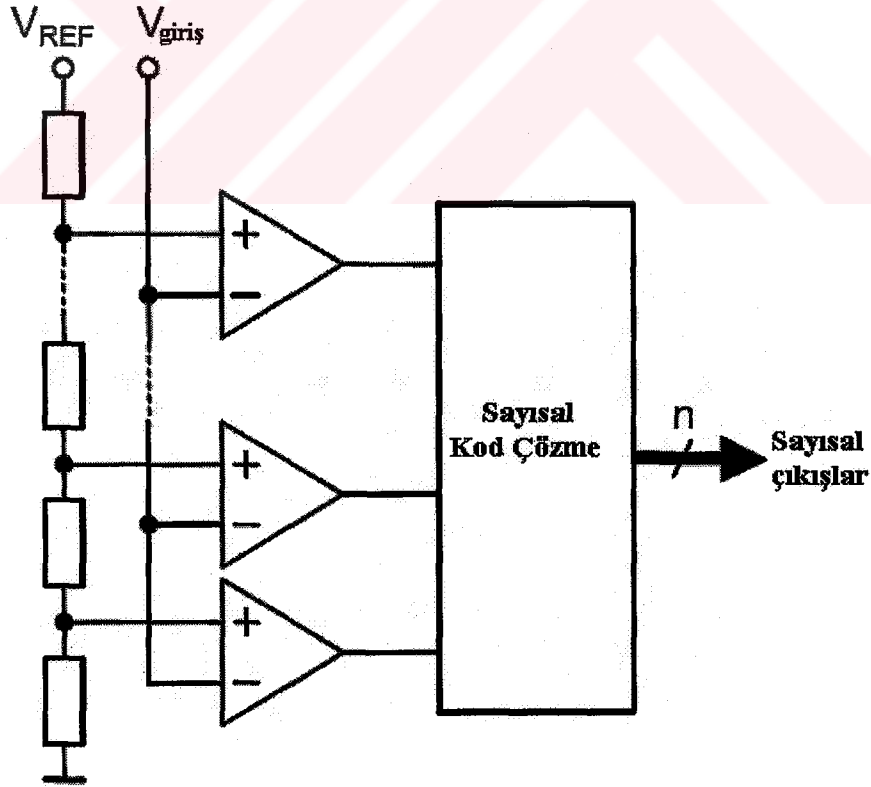 V_REF V_giriş
+
−
+
−
+
−
Sayısal
Kod Çözme
n
Sayısal
çıkışlar